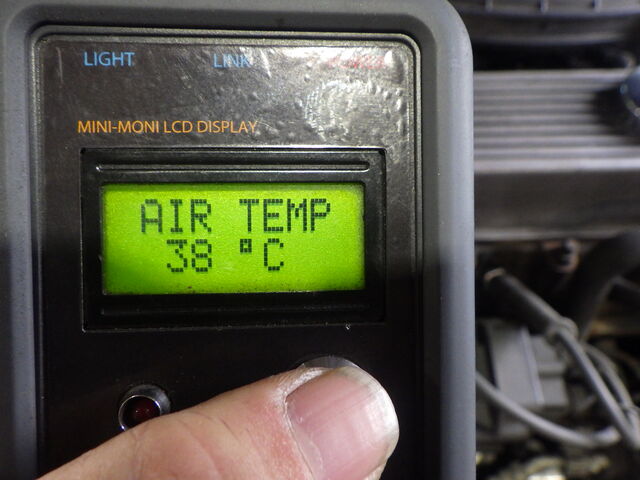 LIGHT LINK
MINI-MONI LCD DISPLAY
AIR TEMP
38 °C